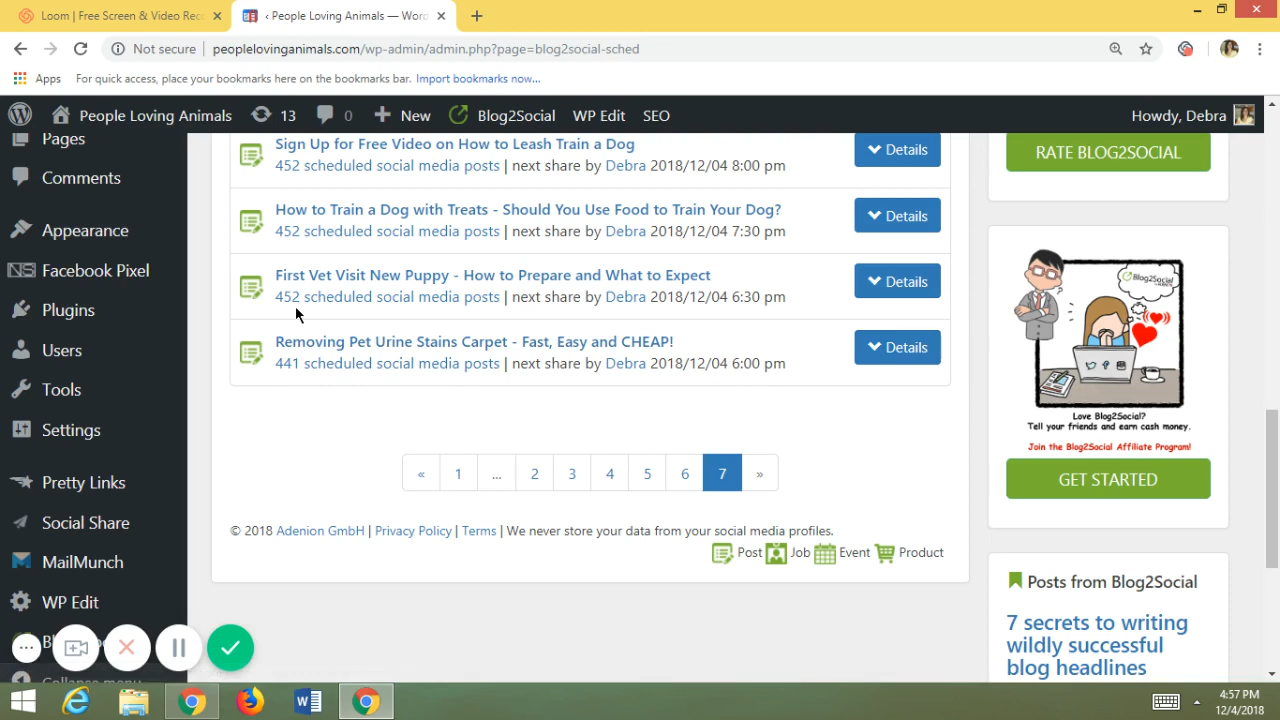 Loom | Free Screen & Video Rec
‹ People Loving Animals — Word
Not secure | peoplelovinganimals.com/wp-admin/admin.php?page=blog2social-sched
Apps For quick access, place your bookmarks here on the bookmarks bar. Import bookmarks now...
People Loving Animals 13 0 New Blog2Social WP Edit SEO Howdy, Debra
Pages
Comments
Appearance
Facebook Pixel
Plugins
Users
Tools
Settings
Pretty Links
Social Share
MailMunch
WP Edit
Collapse menu
Sign Up for Free Video on How to Leash Train a Dog
452 scheduled social media posts | next share by Debra 2018/12/04 8:00 pm
Details
How to Train a Dog with Treats - Should You Use Food to Train Your Dog?
452 scheduled social media posts | next share by Debra 2018/12/04 7:30 pm
Details
First Vet Visit New Puppy - How to Prepare and What to Expect
452 scheduled social media posts | next share by Debra 2018/12/04 6:30 pm
Details
Removing Pet Urine Stains Carpet - Fast, Easy and CHEAP!
441 scheduled social media posts | next share by Debra 2018/12/04 6:00 pm
Details
« 1 ... 2 3 4 5 6 7 »
© 2018 Adenion GmbH | Privacy Policy | Terms | We never store your data from your social media profiles.
Post Job Event Product
RATE BLOG2SOCIAL
Blog2Social
Love Blog2Social?
Tell your friends and earn cash money.
Join the Blog2Social Affiliate Program!
GET STARTED
Posts from Blog2Social
7 secrets to writing
wildly successful
blog headlines
4:57 PM
12/4/2018